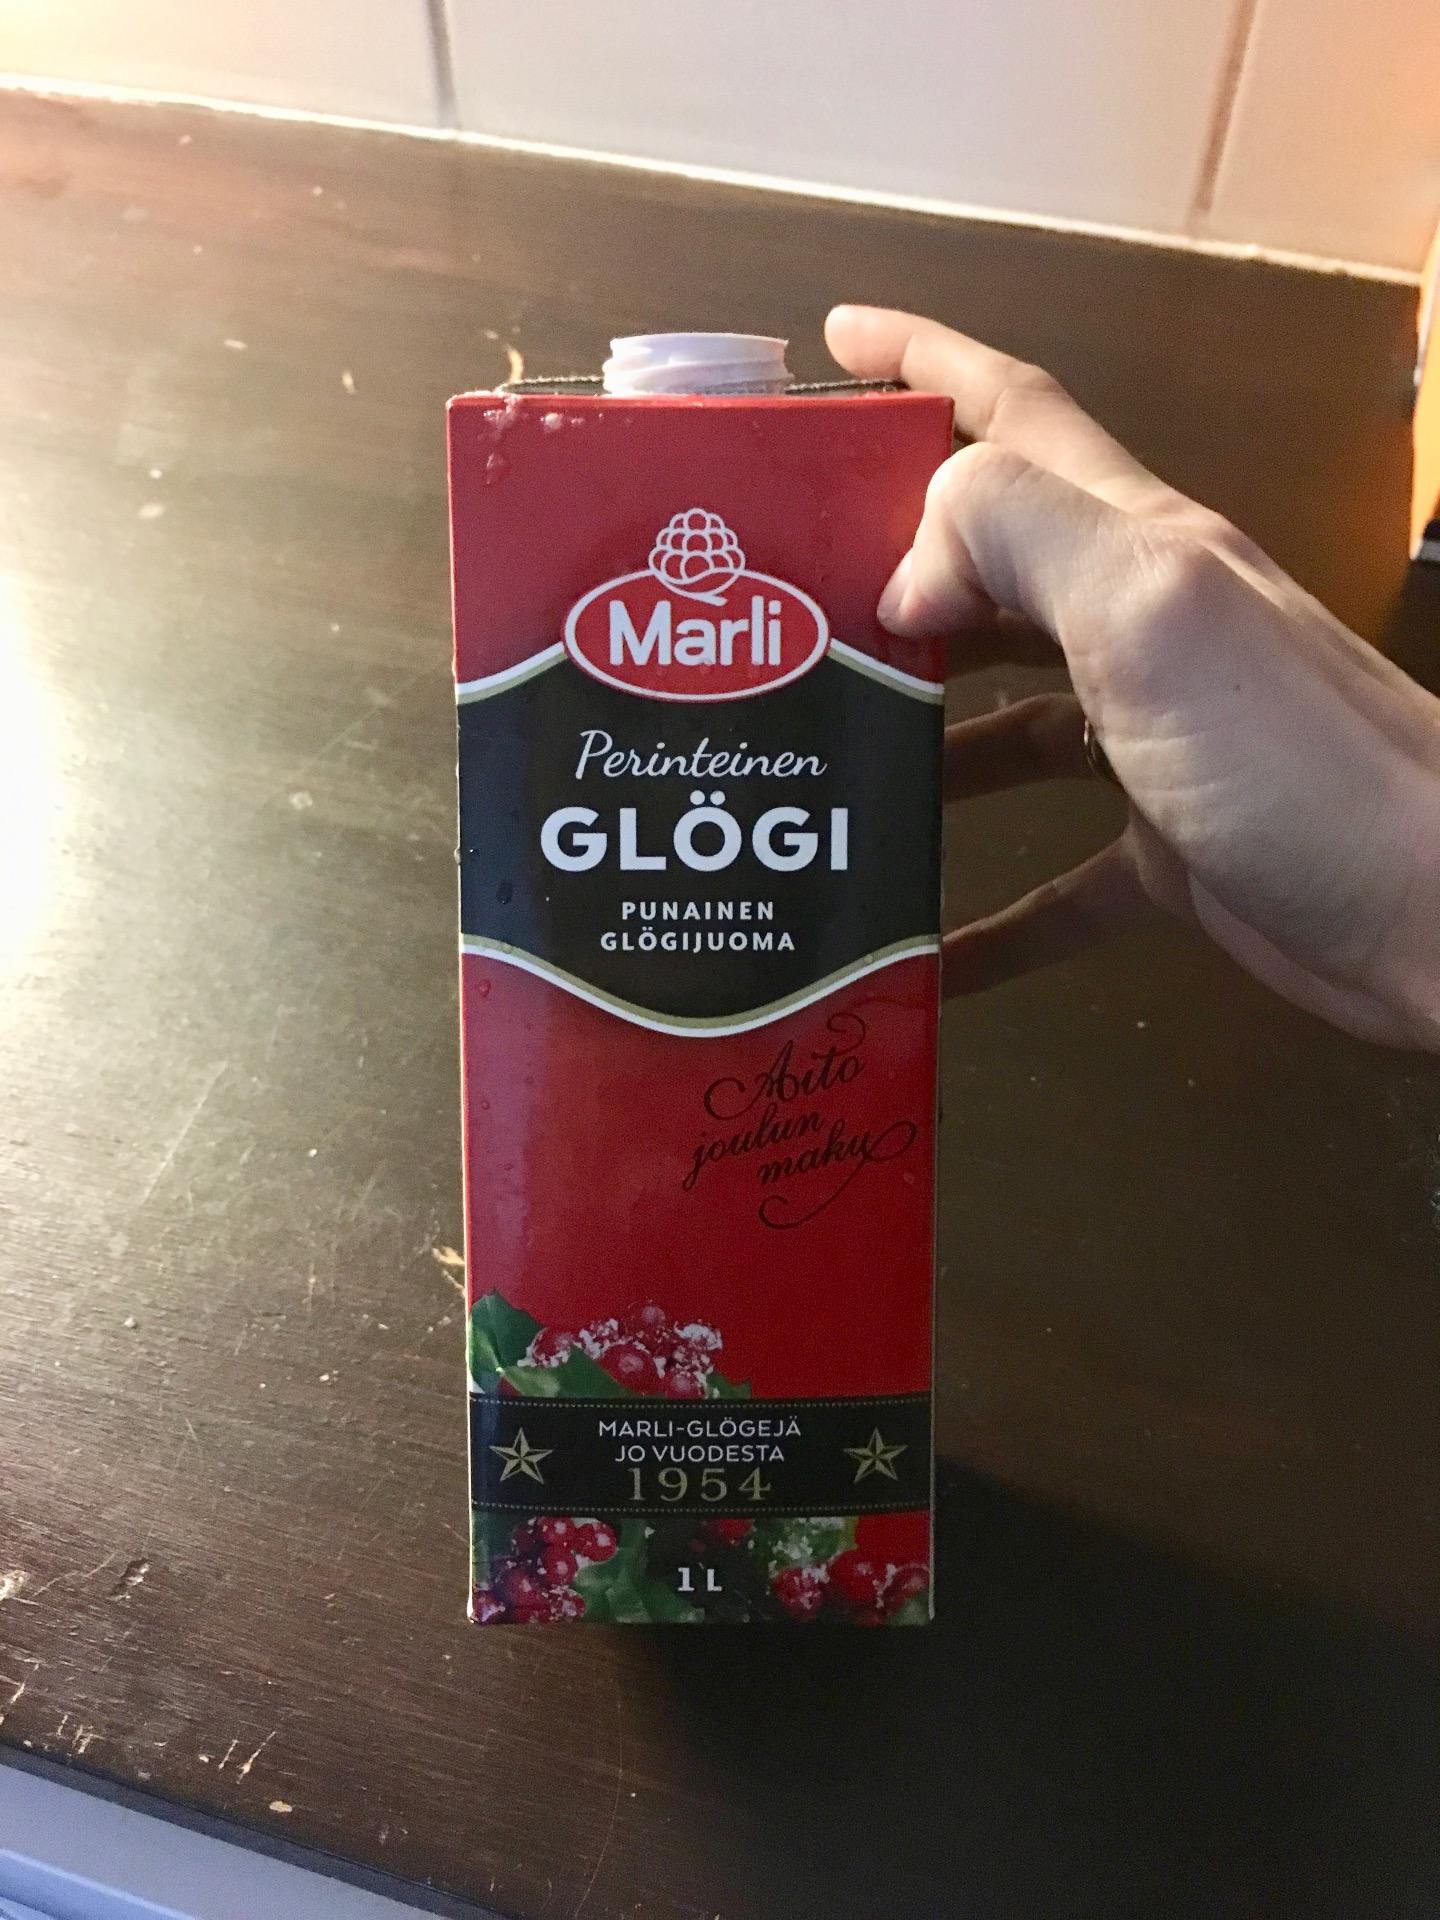 Marli
Perinteinen
GLÖGI
PUNAINEN
GLÖGIJUOMA
Aito
joulun
maku
MARLI-GLÖGEJÄ
JO VUODESTA
1954
1 L